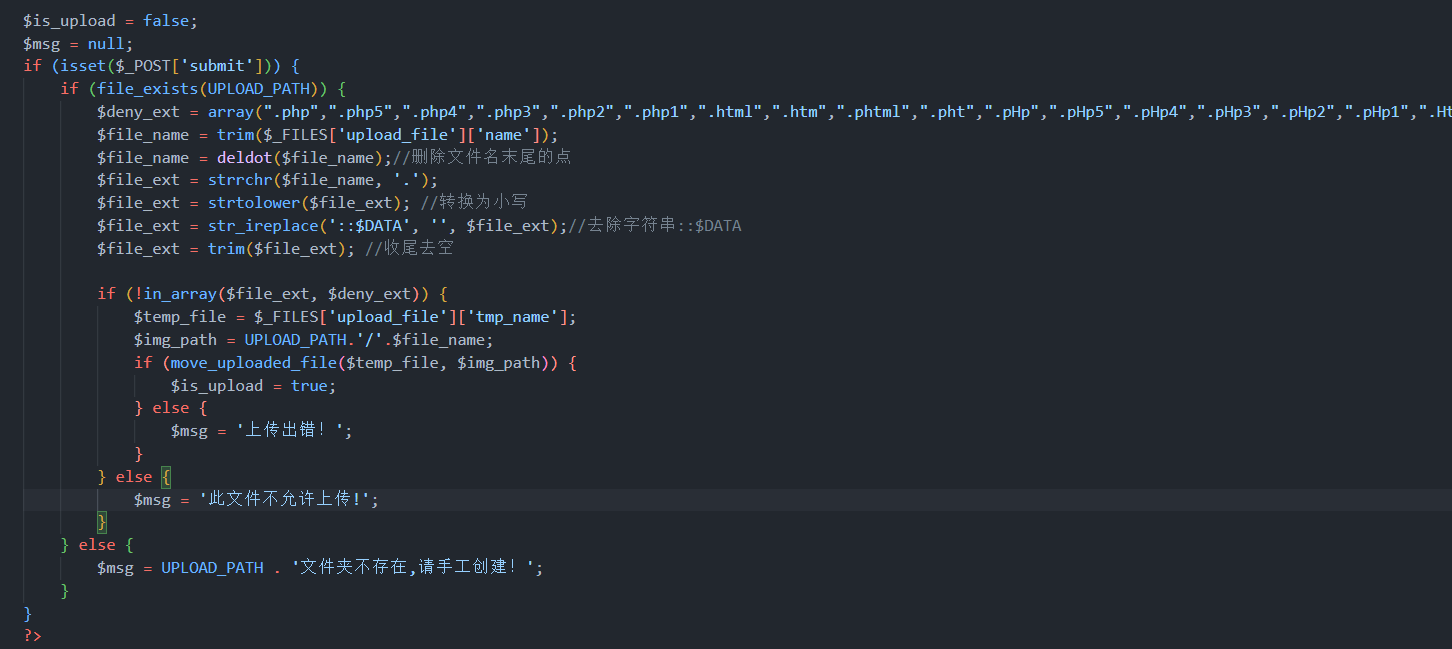 $is_upload = false;
$msg = null;
if (isset($_POST['submit'])) {
    if (file_exists(UPLOAD_PATH)) {
        $deny_ext = array(".php",".php5",".php4",".php3",".php2",".php1",".html",".htm",".phtml",".pht",".pHp",".pHp5",".pHp4",".pHp3",".pHp2",".pHp1",".Ht
        $file_name = trim($_FILES['upload_file']['name']);
        $file_name = deldot($file_name);//删除文件名末尾的点
        $file_ext = strrchr($file_name, '.');
        $file_ext = strtolower($file_ext); //转换为小写
        $file_ext = str_ireplace('::$DATA', '', $file_ext);//去除字符串::$DATA
        $file_ext = trim($file_ext); //收尾去空
        if (!in_array($file_ext, $deny_ext)) {
            $temp_file = $_FILES['upload_file']['tmp_name'];
            $img_path = UPLOAD_PATH.'/'.$file_name;
            if (move_uploaded_file($temp_file, $img_path)) {
                $is_upload = true;
            } else {
                $msg = '上传出错！';
            }
        } else {
            $msg = '此文件不允许上传!';
        }
    } else {
        $msg = UPLOAD_PATH . '文件夹不存在,请手工创建！';
    }
}
?>